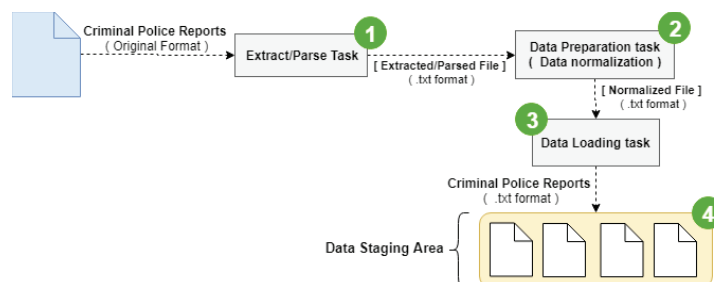 Criminal Police Reports
( Original Format )
1
Extract/Parse Task
[ Extracted/Parsed File ]
( .txt format )
2
Data Preparation task
( Data normalization )
[ Normalized File ]
( .txt format )
3
Data Loading task
Criminal Police Reports
( .txt format )
4
Data Staging Area